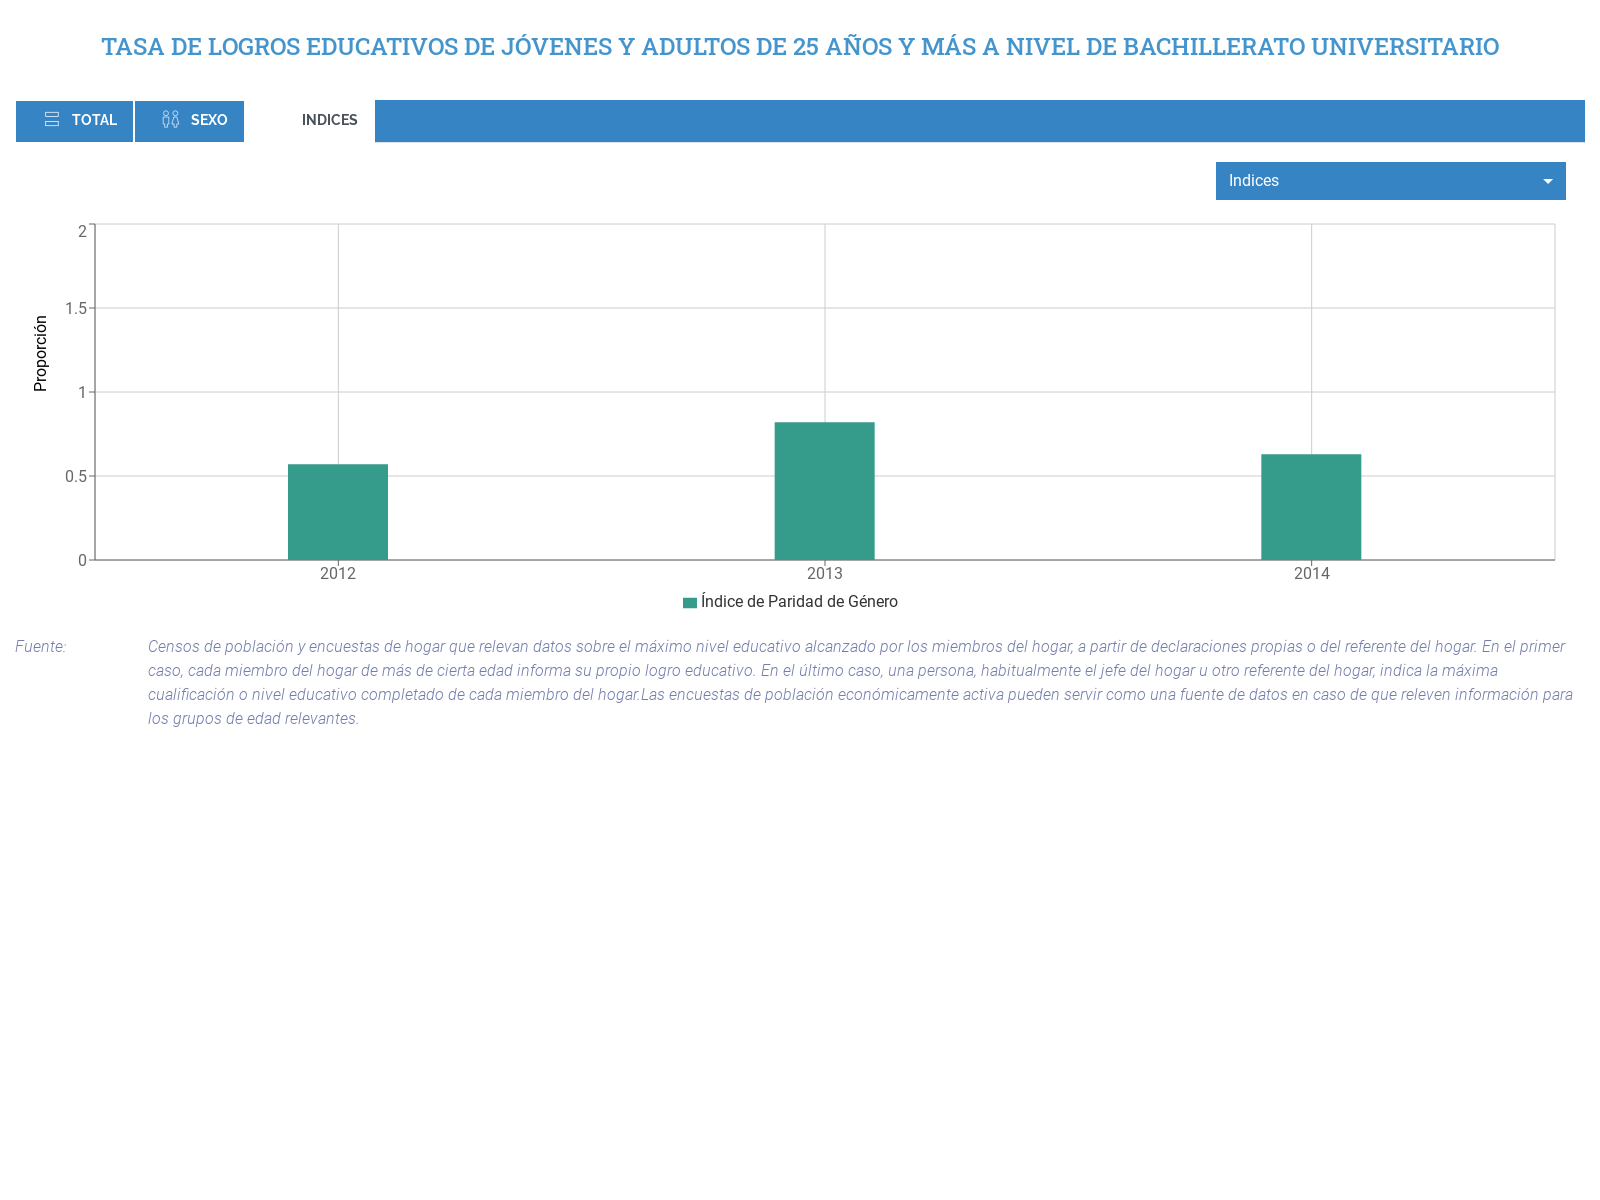 TASA DE LOGROS EDUCATIVOS DE JÓVENES Y ADULTOS DE 25 AÑOS Y MÁS A NIVEL DE BACHILLERATO UNIVERSITARIO
TOTAL SEXO INDICES
Indices
2
1.5
1
0.5
0
Proporción
2012 2013 2014
Índice de Paridad de Género
Fuente: Censos de población y encuestas de hogar que relevan datos sobre el máximo nivel educativo alcanzado por los miembros del hogar, a partir de declaraciones propias o del referente del hogar. En el primer
caso, cada miembro del hogar de más de cierta edad informa su propio logro educativo. En el último caso, una persona, habitualmente el jefe del hogar u otro referente del hogar, indica la máxima
cualificación o nivel educativo completado de cada miembro del hogar.Las encuestas de población económicamente activa pueden servir como una fuente de datos en caso de que releven información para
los grupos de edad relevantes.